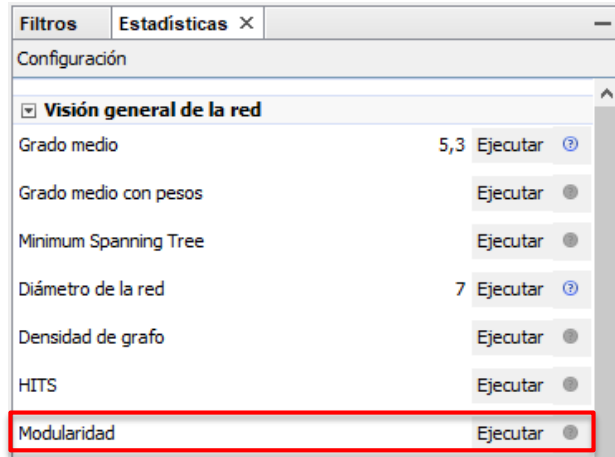 Filtros Estadísticas ×
Configuración
Visión general de la red
Grado medio 5,3 Ejecutar
Grado medio con pesos Ejecutar
Minimum Spanning Tree Ejecutar
Diámetro de la red 7 Ejecutar
Densidad de grafo Ejecutar
HITS Ejecutar
Modularidad Ejecutar